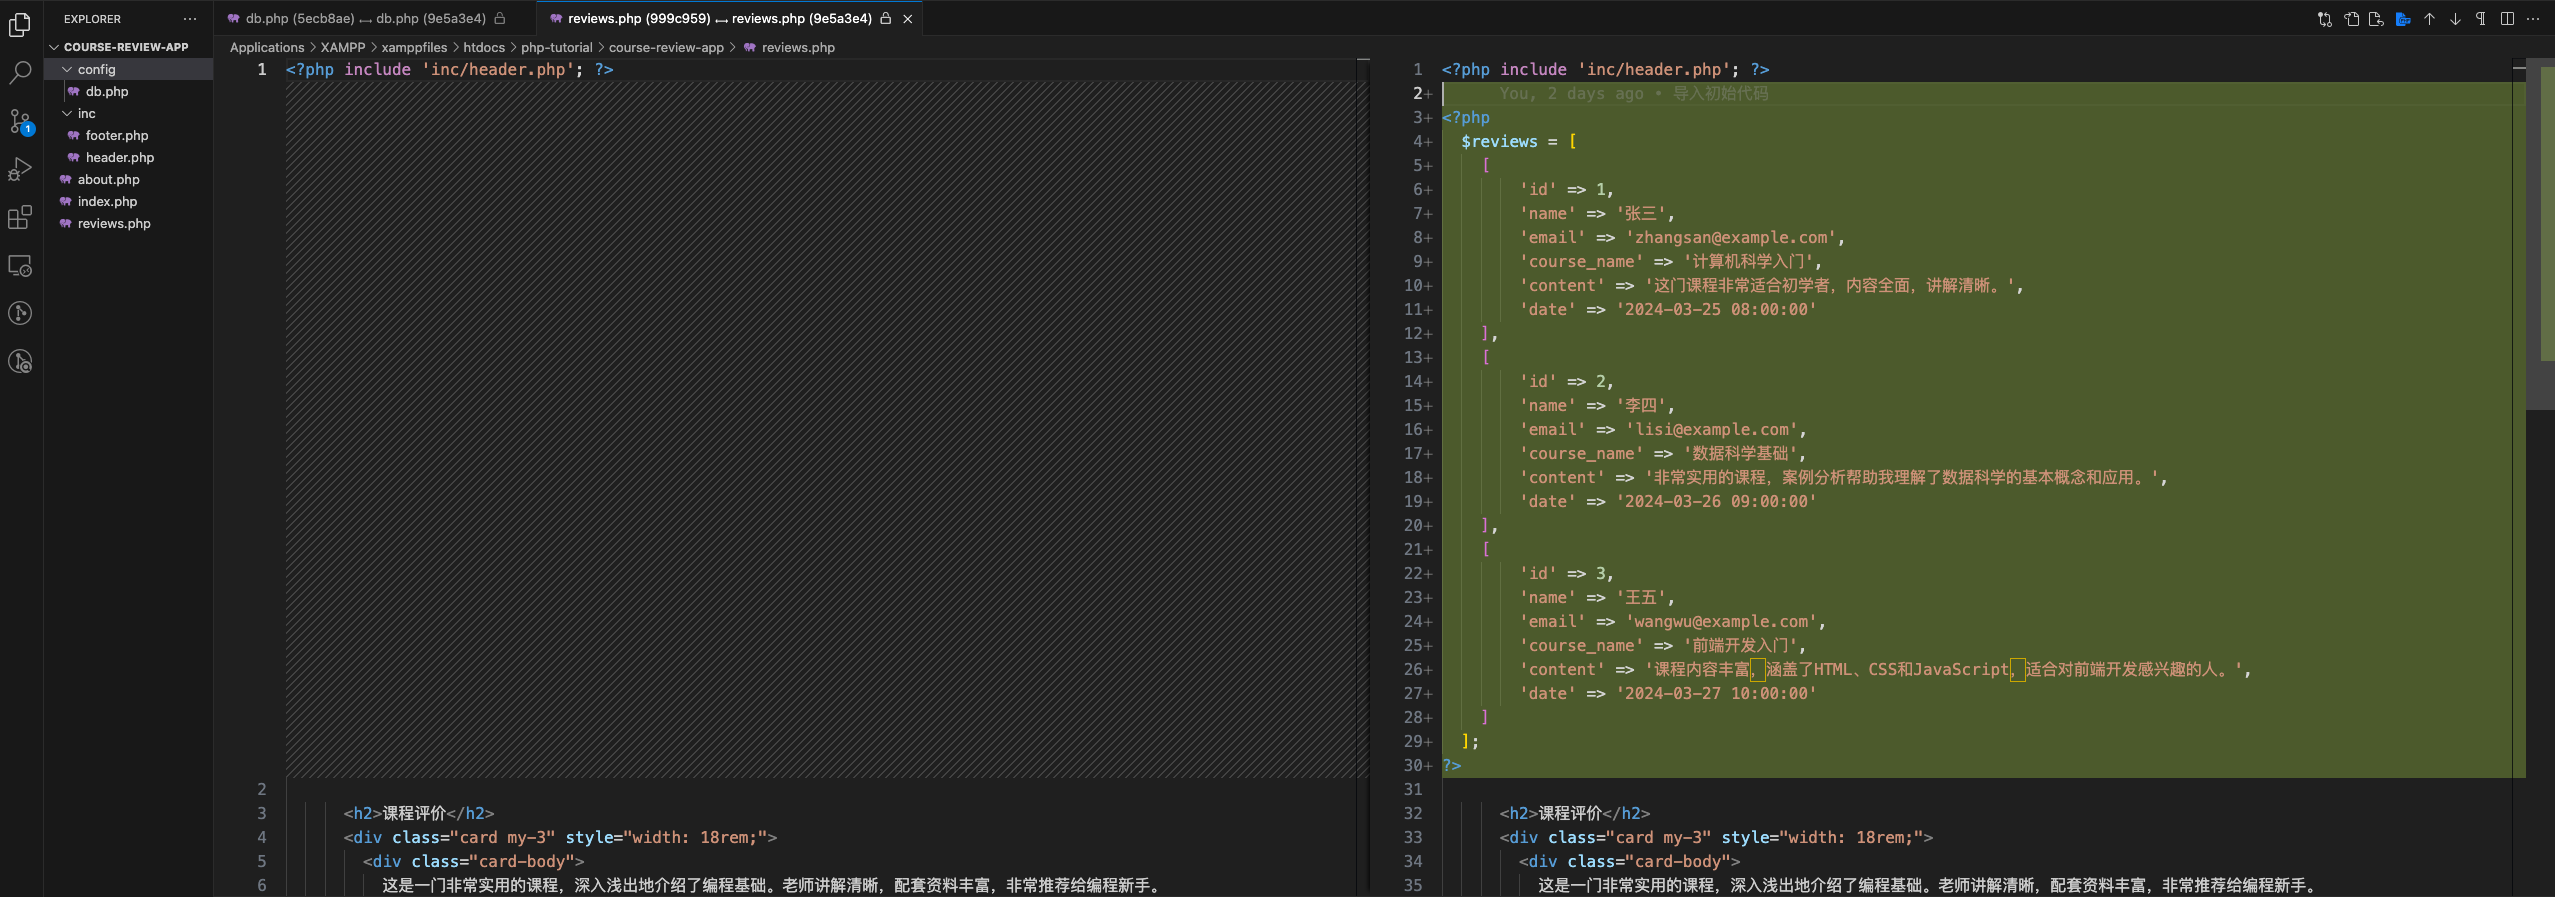 EXPLORER
COURSE-REVIEW-APP
config
db.php
inc
footer.php
header.php
about.php
index.php
reviews.php
1
db.php (5ecb8ae) ↔ db.php (9e5a3e4)
reviews.php (999c959) ↔ reviews.php (9e5a3e4)
Applications > XAMPP > xamppfiles > htdocs > php-tutorial > course-review-app > reviews.php
1 <?php include 'inc/header.php'; ?>
2
3 <h2>课程评价</h2>
4 <div class="card my-3" style="width: 18rem;">
5 <div class="card-body">
6 这是一门非常实用的课程，深入浅出地介绍了编程基础。老师讲解清晰，配套资料丰富，非常推荐给编程新手。
1 <?php include 'inc/header.php'; ?>
2+ You, 2 days ago • 导入初始代码
3+ <?php
4+ $reviews = [
5+ [
6+ 'id' => 1,
7+ 'name' => '张三',
8+ 'email' => 'zhangsan@example.com',
9+ 'course_name' => '计算机科学入门',
10+ 'content' => '这门课程非常适合初学者，内容全面，讲解清晰。',
11+ 'date' => '2024-03-25 08:00:00'
12+ ],
13+ [
14+ 'id' => 2,
15+ 'name' => '李四',
16+ 'email' => 'lisi@example.com',
17+ 'course_name' => '数据科学基础',
18+ 'content' => '非常实用的课程，案例分析帮助我理解了数据科学的基本概念和应用。',
19+ 'date' => '2024-03-26 09:00:00'
20+ ],
21+ [
22+ 'id' => 3,
23+ 'name' => '王五',
24+ 'email' => 'wangwu@example.com',
25+ 'course_name' => '前端开发入门',
26+ 'content' => '课程内容丰富，涵盖了HTML、CSS和JavaScript，适合对前端开发感兴趣的人。',
27+ 'date' => '2024-03-27 10:00:00'
28+ ]
29+ ];
30+ ?>
31
32 <h2>课程评价</h2>
33 <div class="card my-3" style="width: 18rem;">
34 <div class="card-body">
35 这是一门非常实用的课程，深入浅出地介绍了编程基础。老师讲解清晰，配套资料丰富，非常推荐给编程新手。